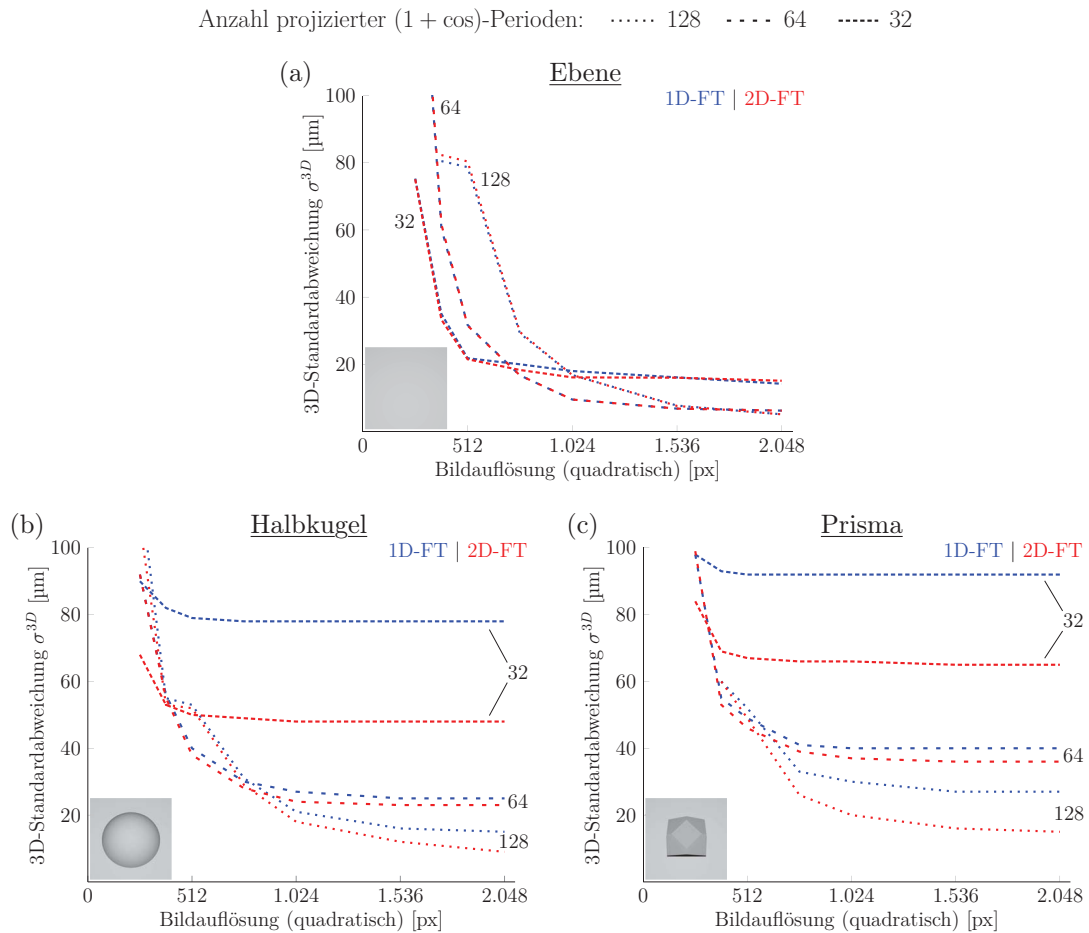 Anzahl projizierter (1 + cos)-Perioden: 128 64 32
(a) Ebene
1D-FT | 2D-FT
100
80
60
40
20
3D-Standardabweichung σ^3D [µm]
64
128
32
0 512 1.024 1.536 2.048
Bildauflösung (quadratisch) [px]
(b) Halbkugel
1D-FT | 2D-FT
100
80
60
40
20
3D-Standardabweichung σ^3D [µm]
32
64
128
0 512 1.024 1.536 2.048
Bildauflösung (quadratisch) [px]
(c) Prisma
1D-FT | 2D-FT
100
80
60
40
20
3D-Standardabweichung σ^3D [µm]
32
64
128
0 512 1.024 1.536 2.048
Bildauflösung (quadratisch) [px]